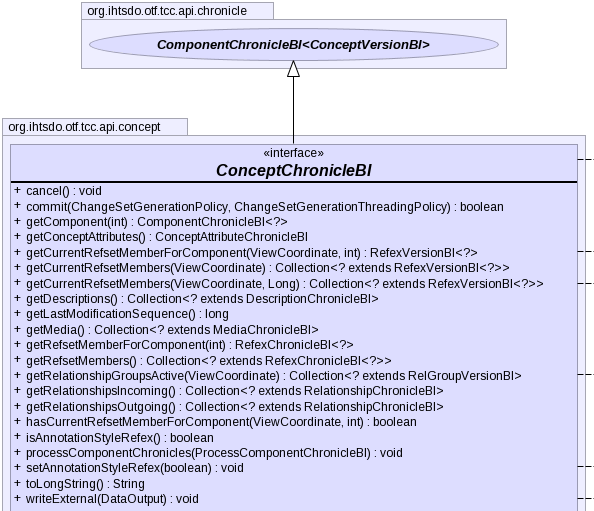 org.ihtsdo.otf.tcc.api.chronicle
ComponentChronicleBI<ConceptVersionBI>
org.ihtsdo.otf.tcc.api.concept
«interface»
ConceptChronicleBI
+ cancel() : void
+ commit(ChangeSetGenerationPolicy, ChangeSetGenerationThreadingPolicy) : boolean
+ getComponent(int) : ComponentChronicleBI<?>
+ getConceptAttributes() : ConceptAttributeChronicleBI
+ getCurrentRefsetMemberForComponent(ViewCoordinate, int) : RefexVersionBI<?>
+ getCurrentRefsetMembers(ViewCoordinate) : Collection<? extends RefexVersionBI<?>>
+ getCurrentRefsetMembers(ViewCoordinate, Long) : Collection<? extends RefexVersionBI<?>>
+ getDescriptions() : Collection<? extends DescriptionChronicleBI>
+ getLastModificationSequence() : long
+ getMedia() : Collection<? extends MediaChronicleBI>
+ getRefsetMemberForComponent(int) : RefexChronicleBI<?>
+ getRefsetMembers() : Collection<? extends RefexChronicleBI<?>>
+ getRelationshipGroupsActive(ViewCoordinate) : Collection<? extends RelGroupVersionBI>
+ getRelationshipsIncoming() : Collection<? extends RelationshipChronicleBI>
+ getRelationshipsOutgoing() : Collection<? extends RelationshipChronicleBI>
+ hasCurrentRefsetMemberForComponent(ViewCoordinate, int) : boolean
+ isAnnotationStyleRefex() : boolean
+ processComponentChronicles(ProcessComponentChronicleBI) : void
+ setAnnotationStyleRefex(boolean) : void
+ toLongString() : String
+ writeExternal(DataOutput) : void